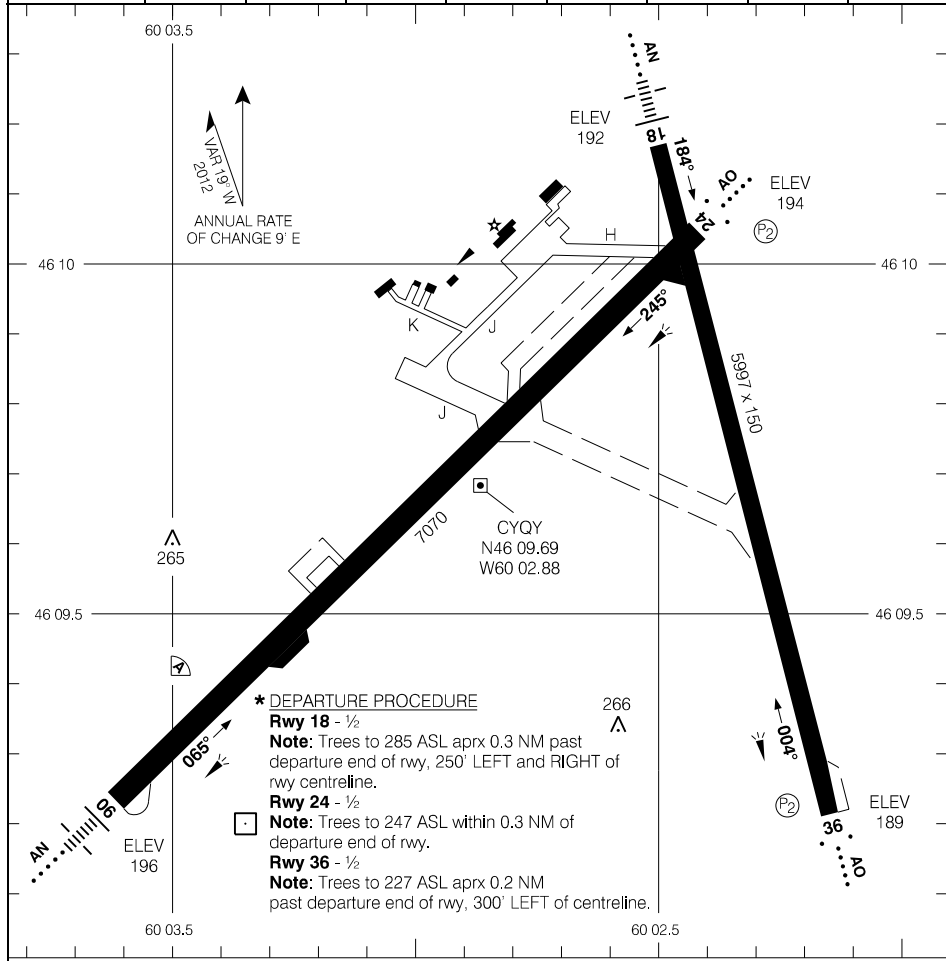 60 03.5
AN
ELEV
192
18
184°
AO
ELEV
194
24
P2
VAR 19° W
2012
ANNUAL RATE
OF CHANGE 9' E
H
46 10
46 10
245°
K
J
J
5997 x 150
7070
CYQY
N46 09.69
W60 02.88
265
46 09.5
46 09.5
A
* DEPARTURE PROCEDURE
Rwy 18 - ½
Note: Trees to 285 ASL aprx 0.3 NM past
departure end of rwy, 250' LEFT and RIGHT of
rwy centreline.
Rwy 24 - ½
Note: Trees to 247 ASL within 0.3 NM of
departure end of rwy.
Rwy 36 - ½
Note: Trees to 227 ASL aprx 0.2 NM
past departure end of rwy, 300' LEFT of centreline.
266
065°
004°
06
AN
ELEV
196
P2
ELEV
189
36
AO
60 03.5
60 02.5